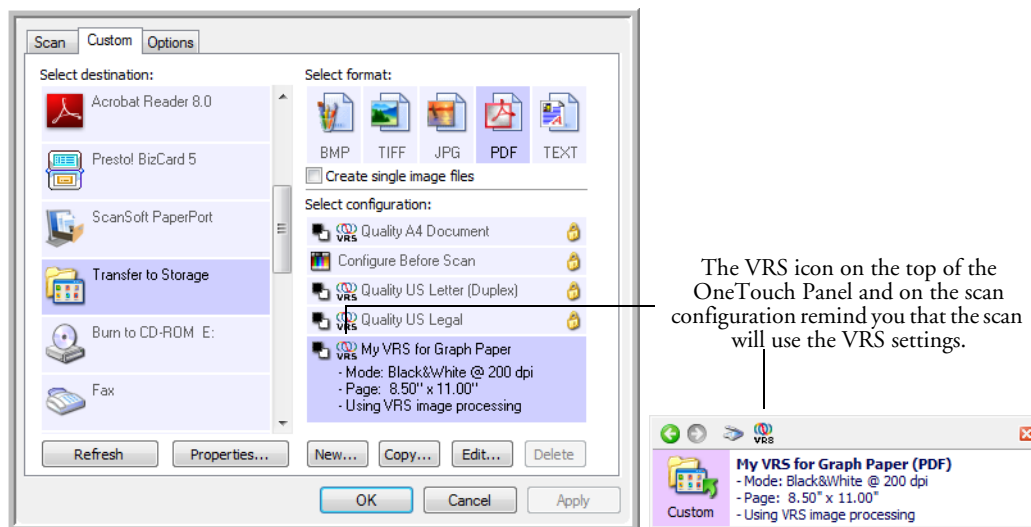 Scan Custom Options
Select destination:
Acrobat Reader 8.0
Presto! BizCard 5
ScanSoft PaperPort
Transfer to Storage
Burn to CD-ROM E:
Fax
Refresh Properties...
Select format:
BMP TIFF JPG PDF TEXT
Create single image files
Select configuration:
VRS Quality A4 Document
Configure Before Scan
VRS Quality US Letter (Duplex)
VRS Quality US Legal
VRS My VRS for Graph Paper
- Mode: Black&White @ 200 dpi
- Page: 8.50" x 11.00"
- Using VRS image processing
New... Copy... Edit... Delete
OK Cancel Apply
The VRS icon on the top of the
OneTouch Panel and on the scan
configuration remind you that the scan
will use the VRS settings.
VRS
Custom
My VRS for Graph Paper (PDF)
- Mode: Black&White @ 200 dpi
- Page: 8.50" x 11.00"
- Using VRS image processing